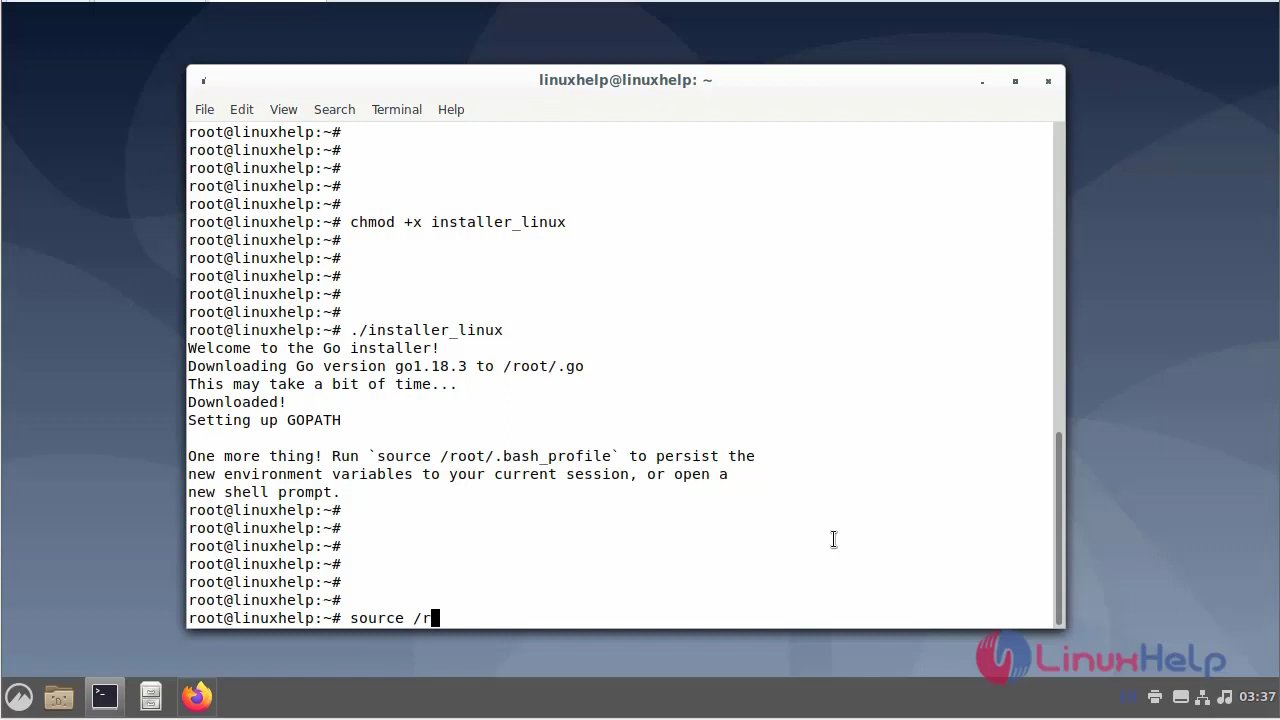 linuxhelp@linuxhelp: ~
File Edit View Search Terminal Help
root@linuxhelp:~#
root@linuxhelp:~#
root@linuxhelp:~#
root@linuxhelp:~#
root@linuxhelp:~#
root@linuxhelp:~# chmod +x installer_linux
root@linuxhelp:~#
root@linuxhelp:~#
root@linuxhelp:~#
root@linuxhelp:~#
root@linuxhelp:~#
root@linuxhelp:~# ./installer_linux
Welcome to the Go installer!
Downloading Go version go1.18.3 to /root/.go
This may take a bit of time...
Downloaded!
Setting up GOPATH
One more thing! Run `source /root/.bash_profile` to persist the
new environment variables to your current session, or open a
new shell prompt.
root@linuxhelp:~#
root@linuxhelp:~#
root@linuxhelp:~#
root@linuxhelp:~#
root@linuxhelp:~#
root@linuxhelp:~#
root@linuxhelp:~# source /r
LinuxHelp
03:37